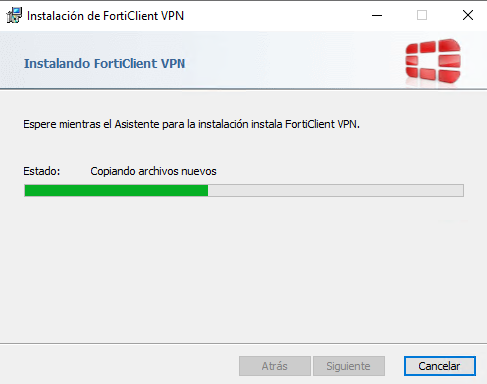 Instalación de FortiClient VPN
Instalando FortiClient VPN
Espere mientras el Asistente para la instalación instala FortiClient VPN.
Estado: Copiando archivos nuevos
Atrás Siguiente Cancelar